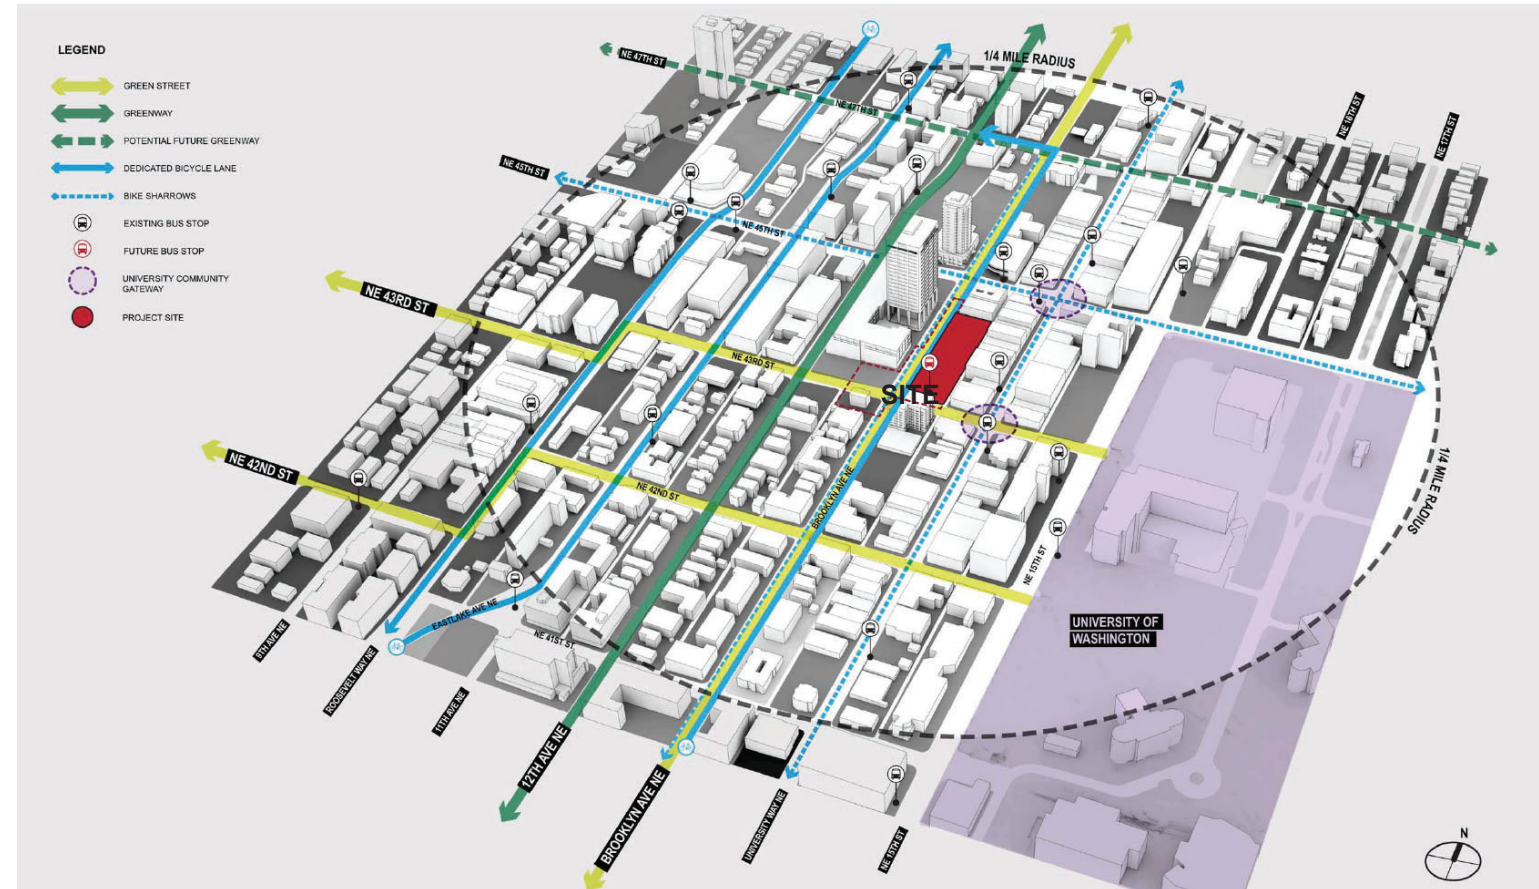 LEGEND
GREEN STREET
GREENWAY
POTENTIAL FUTURE GREENWAY
DEDICATED BICYCLE LANE
BIKE SHARROWS
EXISTING BUS STOP
FUTURE BUS STOP
UNIVERSITY COMMUNITY
GATEWAY
PROJECT SITE
NE 47TH ST
1/4 MILE RADIUS
NE 47TH ST
NE 16TH ST
NE 17TH ST
NE 45TH ST
NE 45TH ST
NE 43RD ST
NE 43RD ST
SITE
NE 42ND ST
NE 42ND ST
BROOKLYN AVE NE
1/4 MILE RADIUS
NE 15TH ST
UNIVERSITY OF
WASHINGTON
EASTLAKE AVE NE
NE 41ST ST
9TH AVE NE
ROOSEVELT WAY NE
11TH AVE NE
12TH AVE NE
BROOKLYN AVE NE
UNIVERSITY WAY NE
NE 15TH ST
N